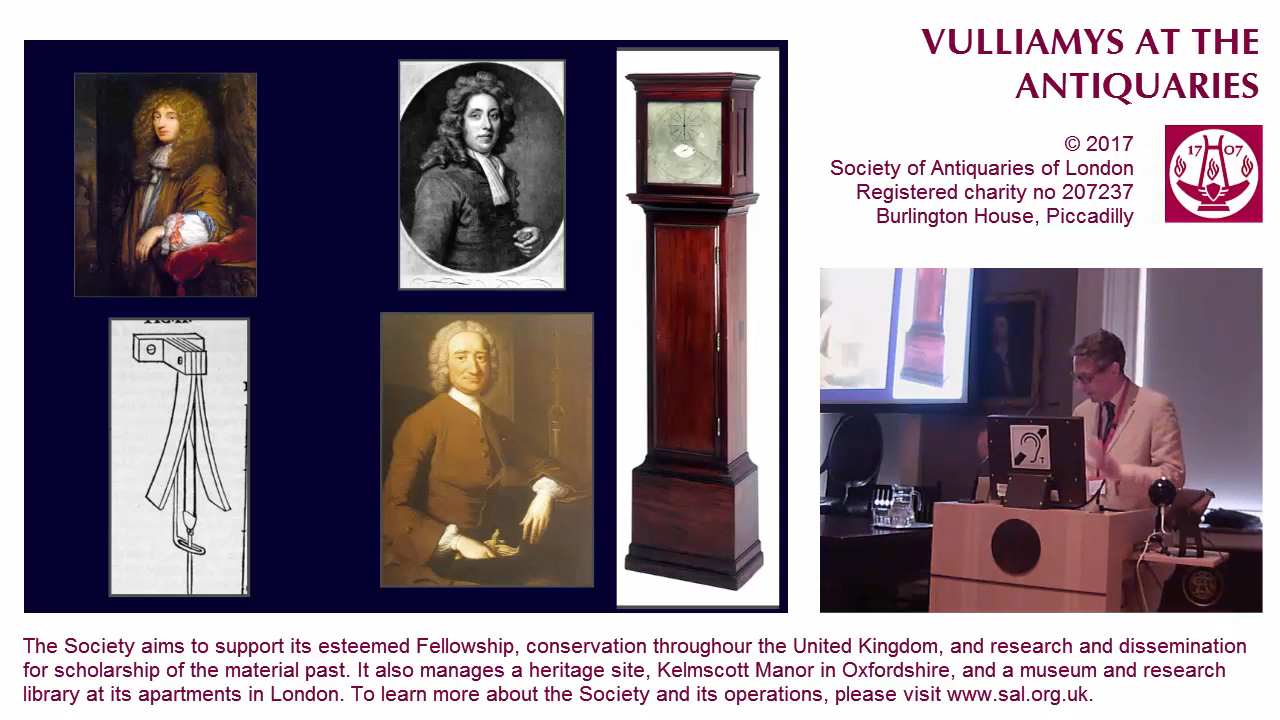 VULLIAMYS AT THE
ANTIQUARIES
© 2017
Society of Antiquaries of London
Registered charity no 207237
Burlington House, Piccadilly
17 07
T
The Society aims to support its esteemed Fellowship, conservation throughour the United Kingdom, and research and dissemination
for scholarship of the material past. It also manages a heritage site, Kelmscott Manor in Oxfordshire, and a museum and research
library at its apartments in London. To learn more about the Society and its operations, please visit www.sal.org.uk.